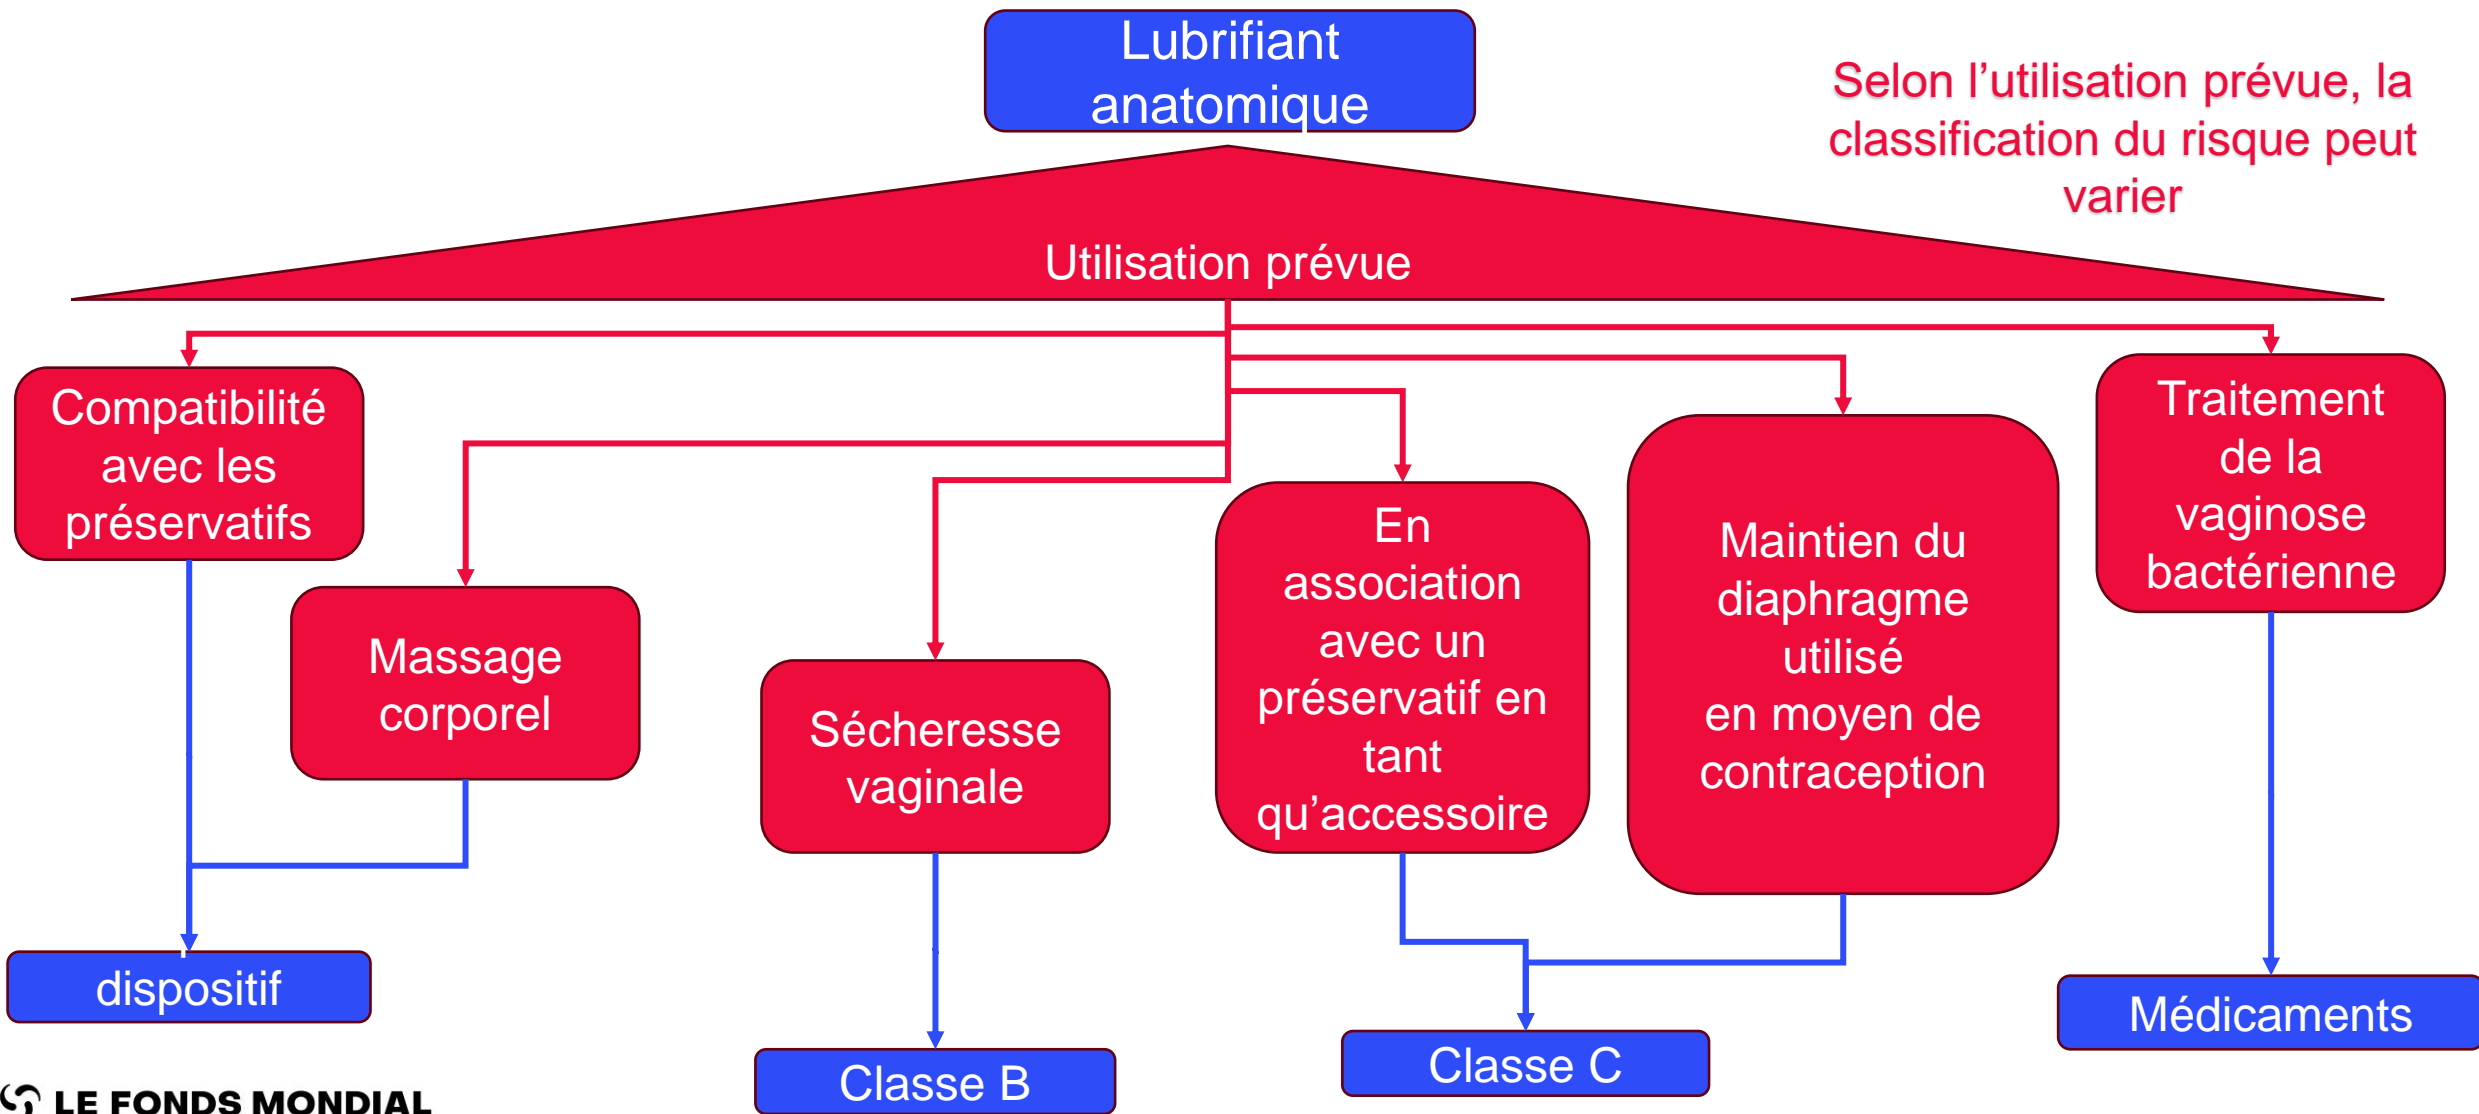 Lubrifiant
anatomique
Selon l’utilisation prévue, la
classification du risque peut
varier
Utilisation prévue
Compatibilité
avec les
préservatifs
Massage
corporel
Sécheresse
vaginale
En
association
avec un
préservatif en
tant
qu’accessoire
Maintien du
diaphragme
utilisé
en moyen de
contraception
Traitement
de la
vaginose
bactérienne
dispositif
Classe B
Classe C
Médicaments
LE FONDS MONDIAL